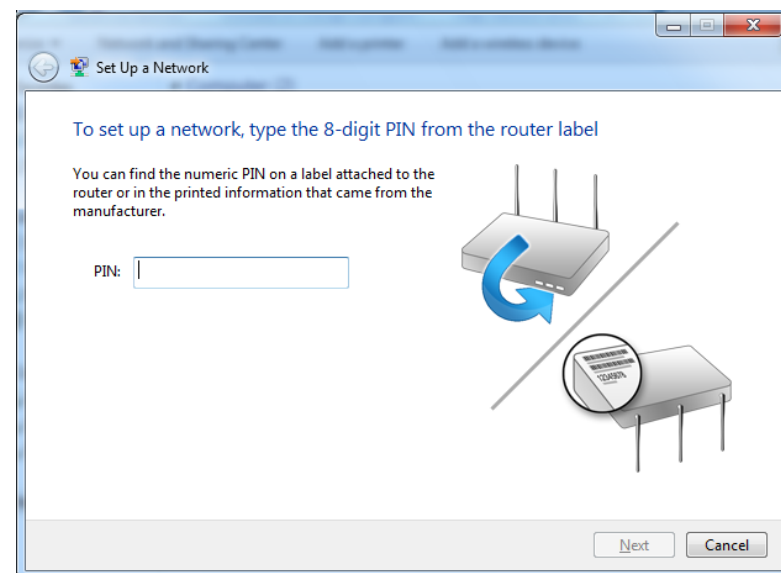 Set Up a Network
To set up a network, type the 8-digit PIN from the router label
You can find the numeric PIN on a label attached to the
router or in the printed information that came from the
manufacturer.
PIN:
12345678
Next
Cancel